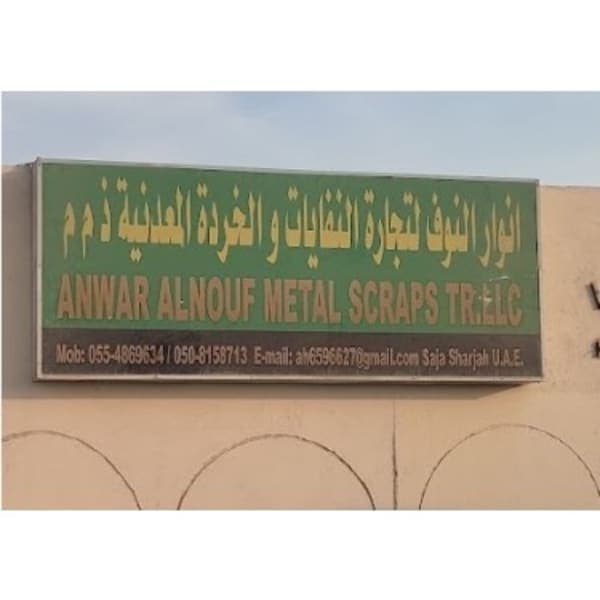 انوار النوف لتجارة النفايات و الخردة المعدنية ذ م م
ANWAR ALNOUF METAL SCRAPS TR.LLC
Mob: 055-4869634 / 050-8158713 E-mail: ah6596627@gmail.com Saja Sharjah U.A.E.